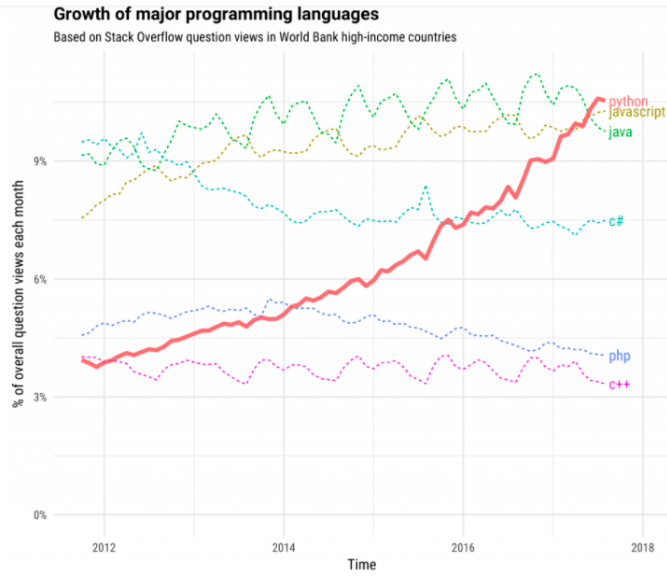 Growth of major programming languages
Based on Stack Overflow question views in World Bank high-income countries
% of overall question views each month
9%
6%
3%
0%
python
javascript
java
c#
php
c++
2012
2014
2016
2018
Time